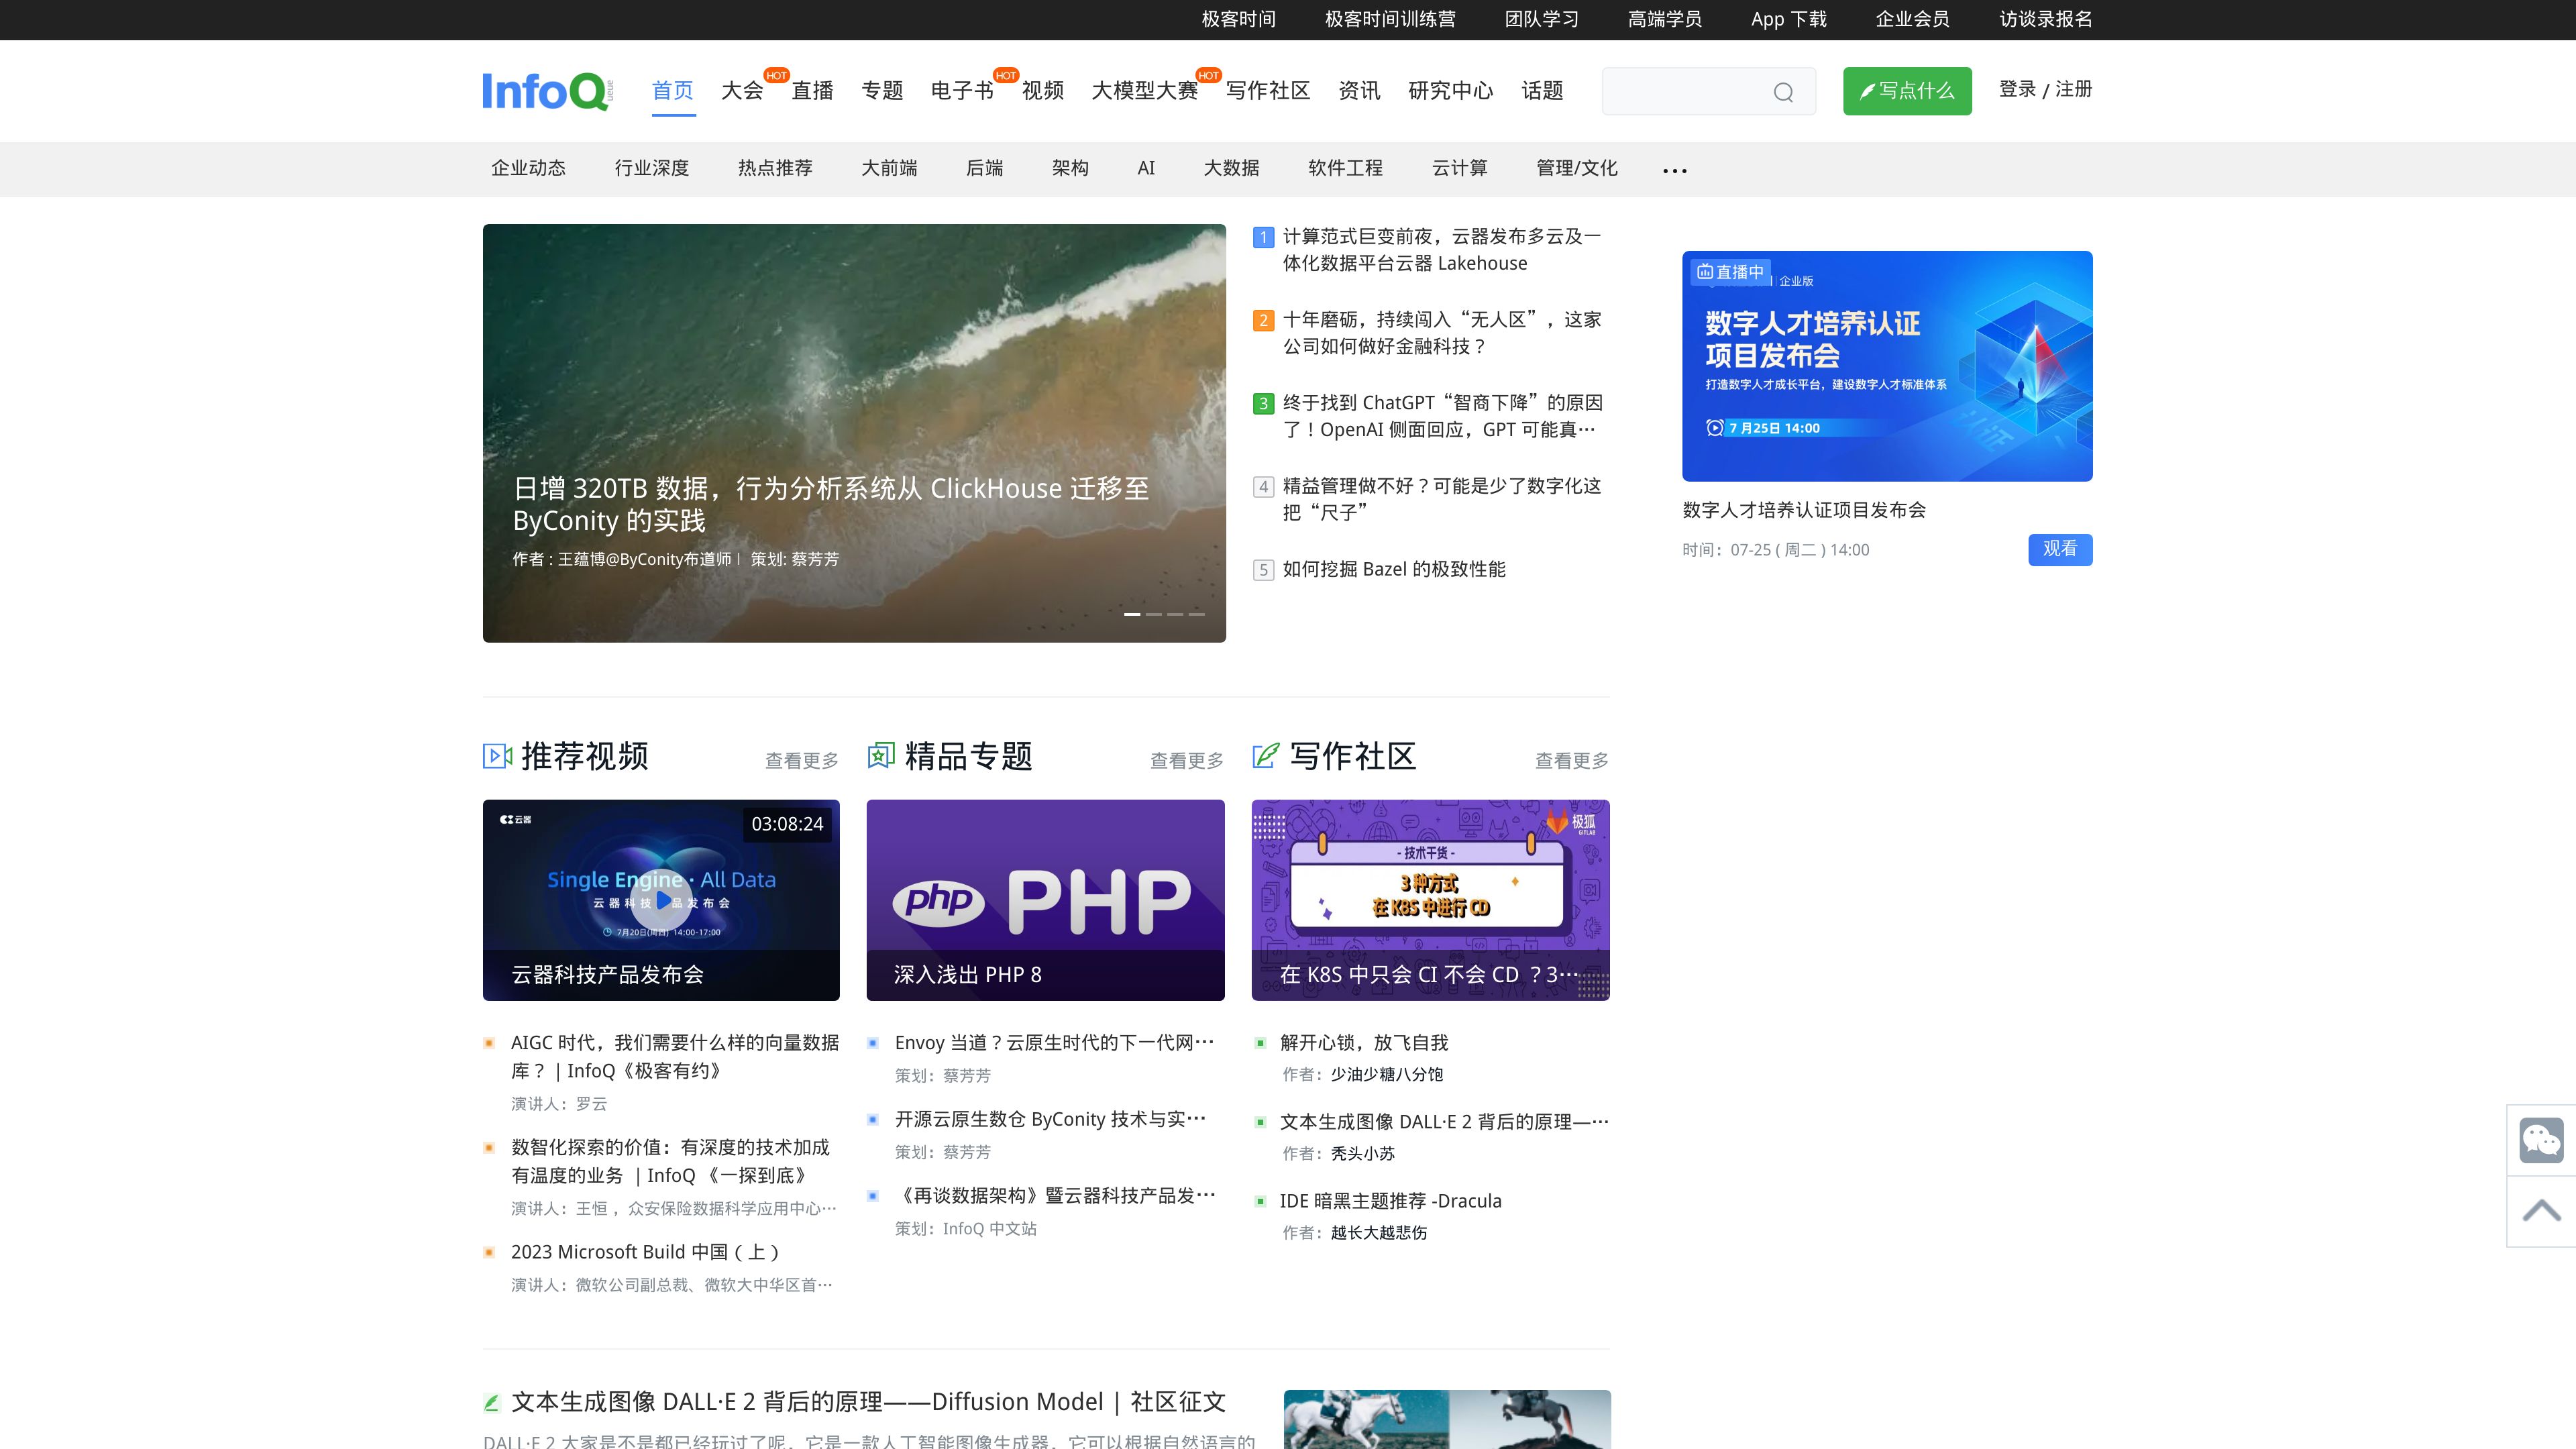 极客时间 极客时间训练营 团队学习 高端学员 App 下载 企业会员 访谈录报名
InfoQ 首页 大会 HOT 直播 专题 电子书 HOT 视频 大模型大赛 HOT 写作社区 资讯 研究中心 话题 写点什么 登录 / 注册
企业动态 行业深度 热点推荐 大前端 后端 架构 AI 大数据 软件工程 云计算 管理/文化 •••
日增 320TB 数据，行为分析系统从 ClickHouse 迁移至
ByConity 的实践
作者 : 王蕴博@ByConity布道师 | 策划: 蔡芳芳
1 计算范式巨变前夜，云器发布多云及一
体化数据平台云器 Lakehouse
2 十年磨砺，持续闯入“无人区”，这家
公司如何做好金融科技？
3 终于找到 ChatGPT“智商下降”的原因
了！OpenAI 侧面回应，GPT 可能真…
4 精益管理做不好？可能是少了数字化这
把“尺子”
5 如何挖掘 Bazel 的极致性能
直播中
企业版
数字人才培养认证
项目发布会
打造数字人才成长平台，建设数字人才标准体系
7 月25日 14:00
数字人才培养认证项目发布会
时间：07-25 ( 周二 ) 14:00
观看
推荐视频 查看更多
云器
03:08:24
Single Engine · All Data
云器科技 品发布会
7月20日(周四) 14:00-17:00
云器科技产品发布会
AIGC 时代，我们需要什么样的向量数据
库？ | InfoQ《极客有约》
演讲人：罗云
数智化探索的价值：有深度的技术加成
有温度的业务 | InfoQ 《一探到底》
演讲人：王恒 ，众安保险数据科学应用中心…
2023 Microsoft Build 中国（上）
演讲人：微软公司副总裁、微软大中华区首…
精品专题 查看更多
php PHP
深入浅出 PHP 8
Envoy 当道？云原生时代的下一代网…
策划：蔡芳芳
开源云原生数仓 ByConity 技术与实…
策划：蔡芳芳
《再谈数据架构》暨云器科技产品发…
策划：InfoQ 中文站
写作社区 查看更多
极狐
GITLAB
- 技术干货 -
3 种方式
在 K8S 中进行 CD
在 K8S 中只会 CI 不会 CD ？3…
解开心锁，放飞自我
作者：少油少糖八分饱
文本生成图像 DALL·E 2 背后的原理—…
作者：秃头小苏
IDE 暗黑主题推荐 -Dracula
作者：越长大越悲伤
文本生成图像 DALL·E 2 背后的原理——Diffusion Model | 社区征文
DALL·E 2 大家是不是都已经玩过了呢，它是一款人工智能图像生成器，它可以根据自然语言的